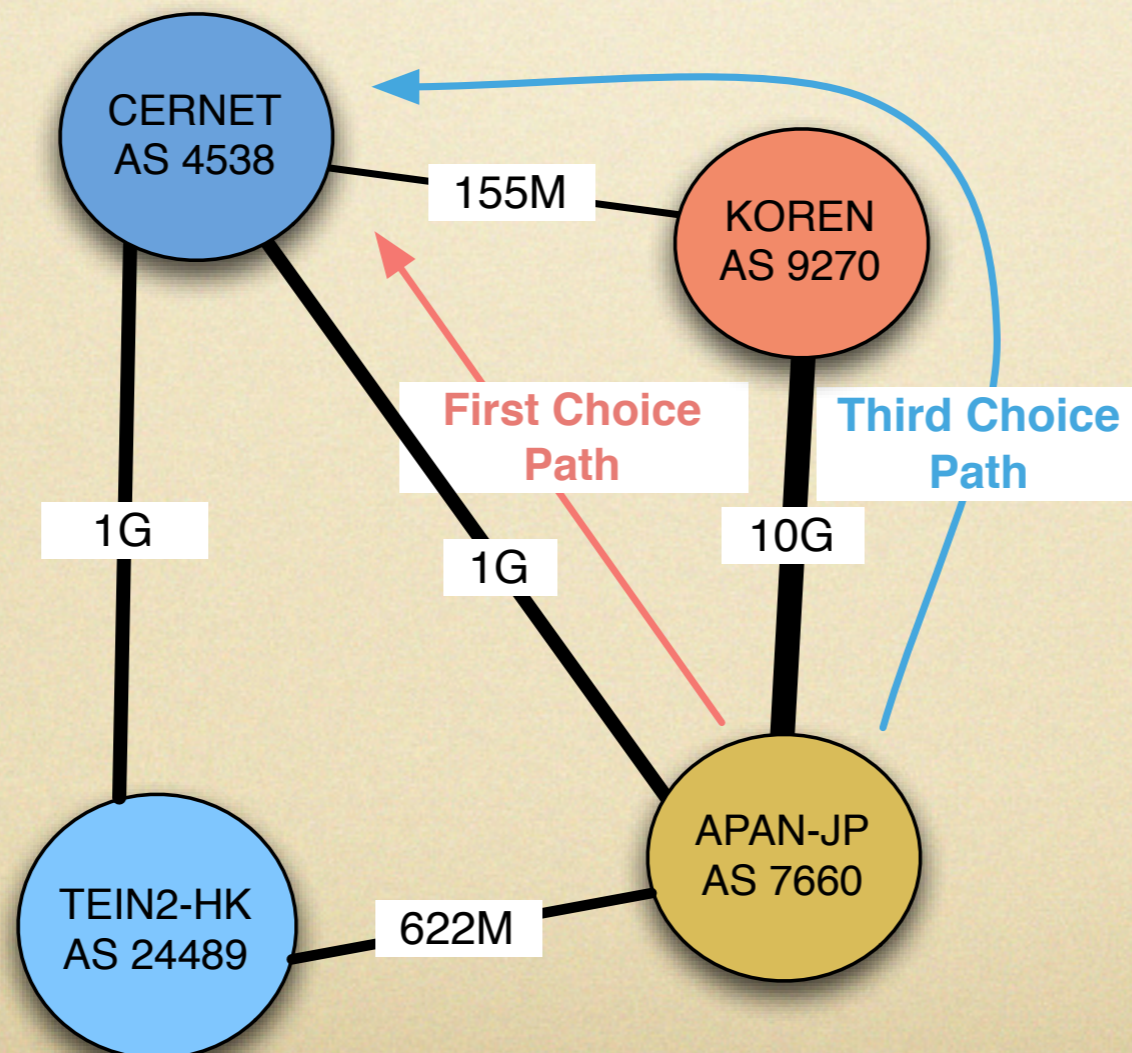 CERNET
AS 4538
155M
KOREN
AS 9270
First Choice
Path
Third Choice
Path
1G
1G
10G
APAN-JP
AS 7660
TEIN2-HK
AS 24489
622M